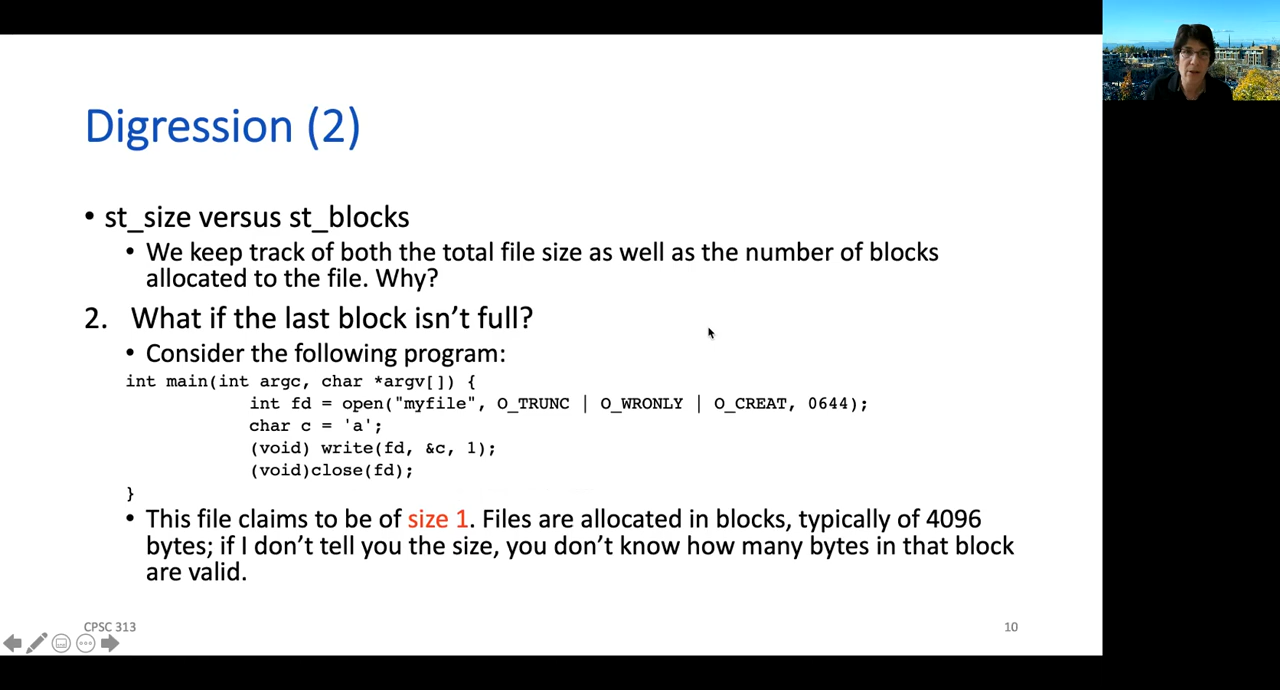 Digression (2)
• st_size versus st_blocks
• We keep track of both the total file size as well as the number of blocks
allocated to the file. Why?
2. What if the last block isn’t full?
• Consider the following program:
int main(int argc, char *argv[]) {
int fd = open("myfile", O_TRUNC | O_WRONLY | O_CREAT, 0644);
char c = 'a';
(void) write(fd, &c, 1);
(void)close(fd);
}
• This file claims to be of size 1. Files are allocated in blocks, typically of 4096
bytes; if I don’t tell you the size, you don’t know how many bytes in that block
are valid.
CPSC 313
10